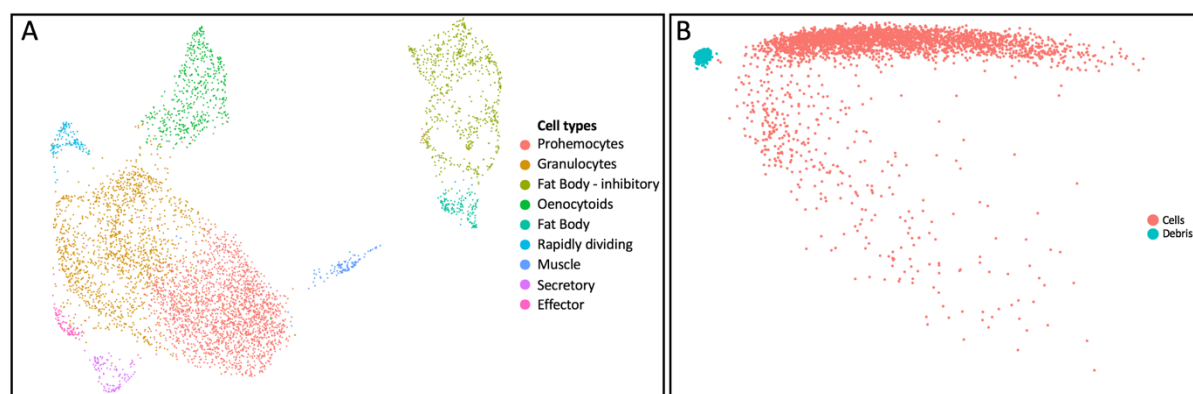 A
Cell types
Prohemocytes
Granulocytes
Fat Body - inhibitory
Oenocytoids
Fat Body
Rapidly dividing
Muscle
Secretory
Effector
B
Cells
Debris